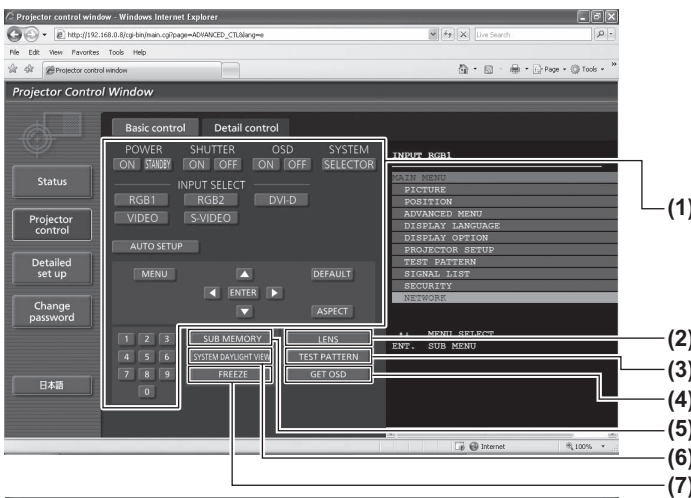 Projector control window - Windows Internet Explorer
http://192.168.0.8/cgi-bin/main.cgi?page=ADVANCED_CTL&lang=e
Live Search
File Edit View Favorites Tools Help
Projector control window
Page Tools
Projector Control Window
Basic control Detail control
POWER SHUTTER OSD SYSTEM
ON STANDBY ON OFF ON OFF SELECTOR
INPUT SELECT
RGB1 RGB2 DVI-D
VIDEO S-VIDEO
AUTO SETUP
MENU DEFAULT
ENTER
ASPECT
1 2 3 SUB MEMORY LENS
4 5 6 SYSTEM DAYLIGHT VIEW TEST PATTERN
7 8 9 FREEZE GET OSD
0
Status
Projector control
Detailed set up
Change password
日本語
INPUT RGB1
MAIN MENU
PICTURE
POSITION
ADVANCED MENU
DISPLAY LANGUAGE
DISPLAY OPTION
PROJECTOR SETUP
TEST PATTERN
SIGNAL LIST
SECURITY
NETWORK
MENU SELECT
ENT. SUB MENU
Internet 100%
(1)
(2)
(3)
(4)
(5)
(6)
(7)